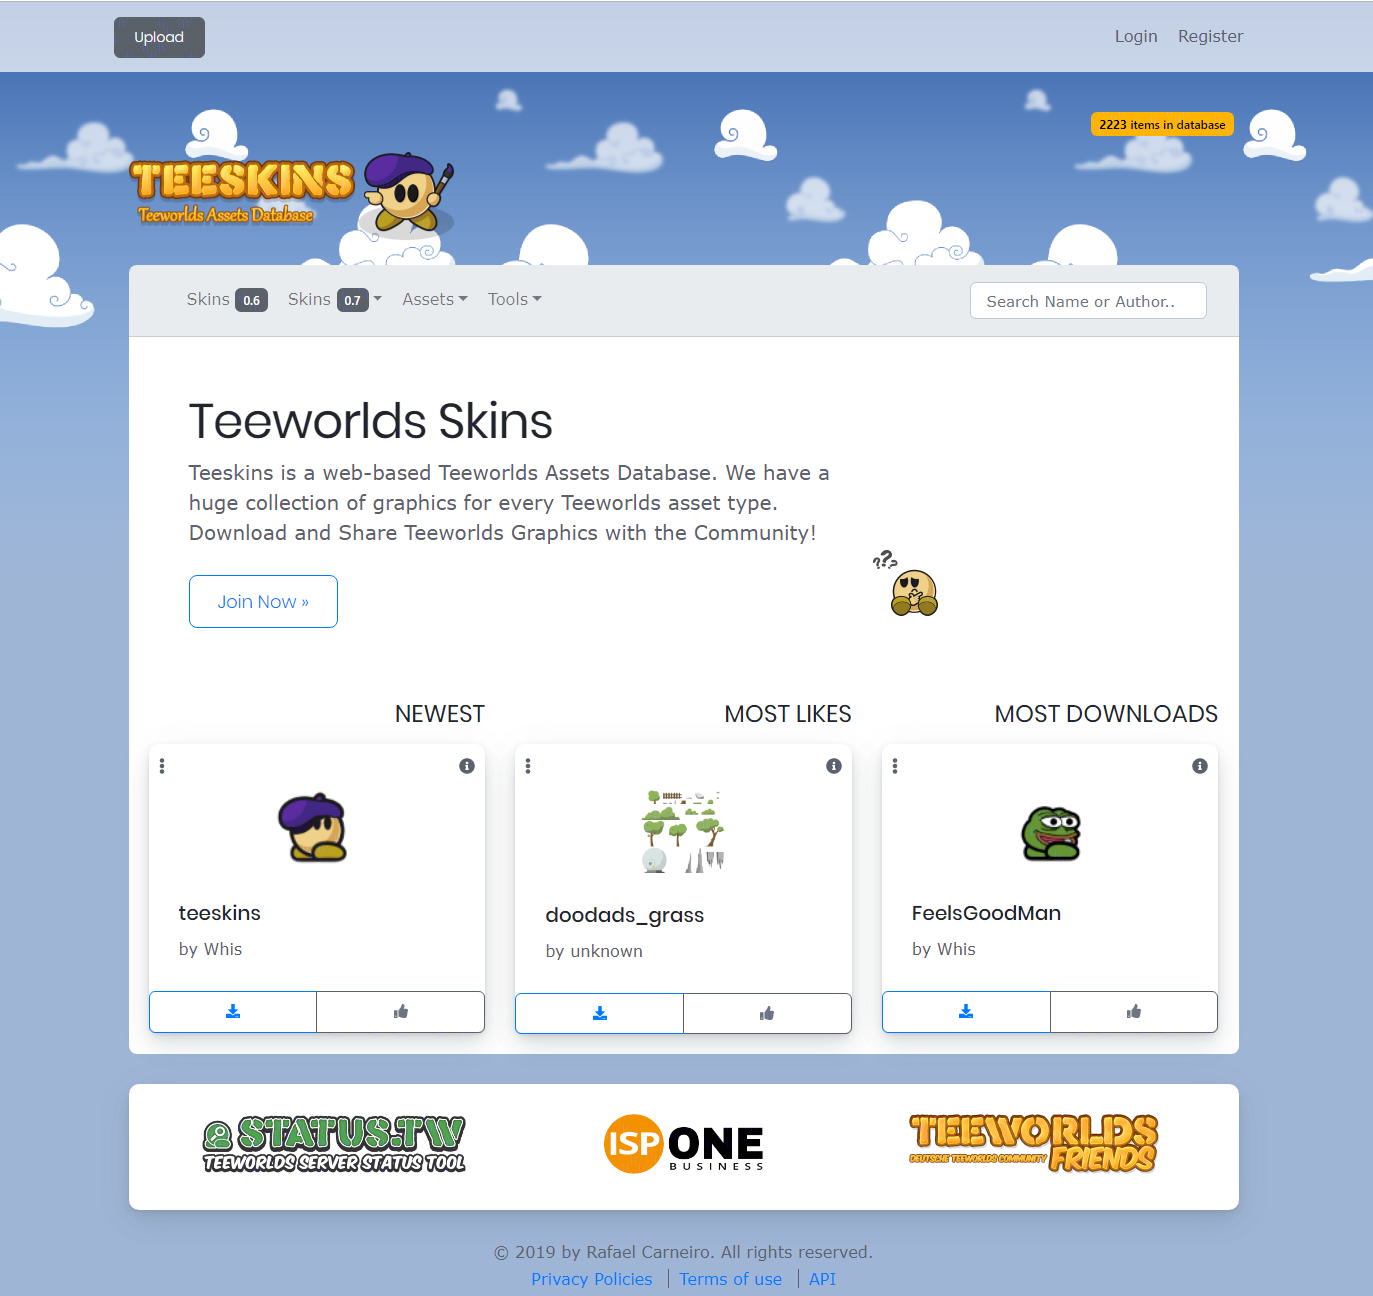 Upload
Login Register
2223 items in database
TEESKINS
Teeworlds Assets Database
Skins 0.6 Skins 0.7 Assets Tools Search Name or Author..
Teeworlds Skins
Teeskins is a web-based Teeworlds Assets Database. We have a
huge collection of graphics for every Teeworlds asset type.
Download and Share Teeworlds Graphics with the Community!
???
Join Now »
NEWEST
MOST LIKES
MOST DOWNLOADS
teeskins
by Whis
doodads_grass
by unknown
FeelsGoodMan
by Whis
STATUS.TW
TEEWORLDS SERVER STATUS TOOL
ISP ONE
BUSINESS
TEEWORLDS
DEUTSCHE TEEWORLDS COMMUNITY FRIENDS
© 2019 by Rafael Carneiro. All rights reserved.
Privacy Policies | Terms of use | API